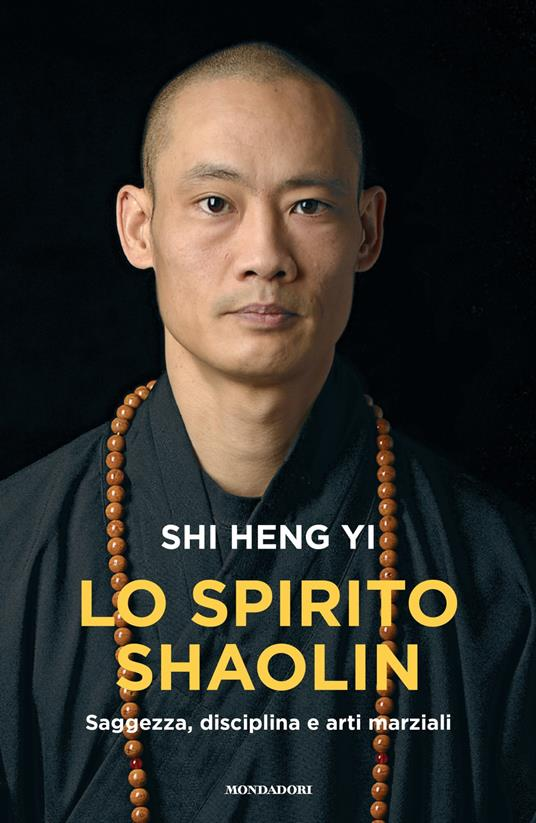 SHI HENG YI
LO SPIRITO
SHAOLIN
Saggezza, disciplina e arti marziali
MONDADORI